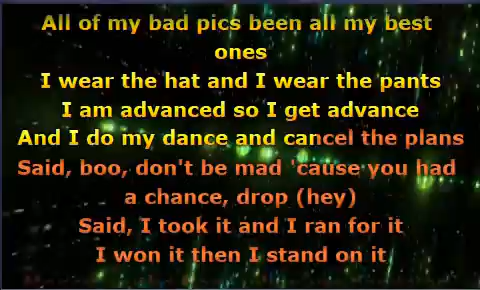 All of my bad pics been all my best
ones
I wear the hat and I wear the pants
I am advanced so I get advance
And I do my dance and cancel the plans
Said, boo, don't be mad 'cause you had
a chance, drop (hey)
Said, I took it and I ran for it
I won it then I stand on it